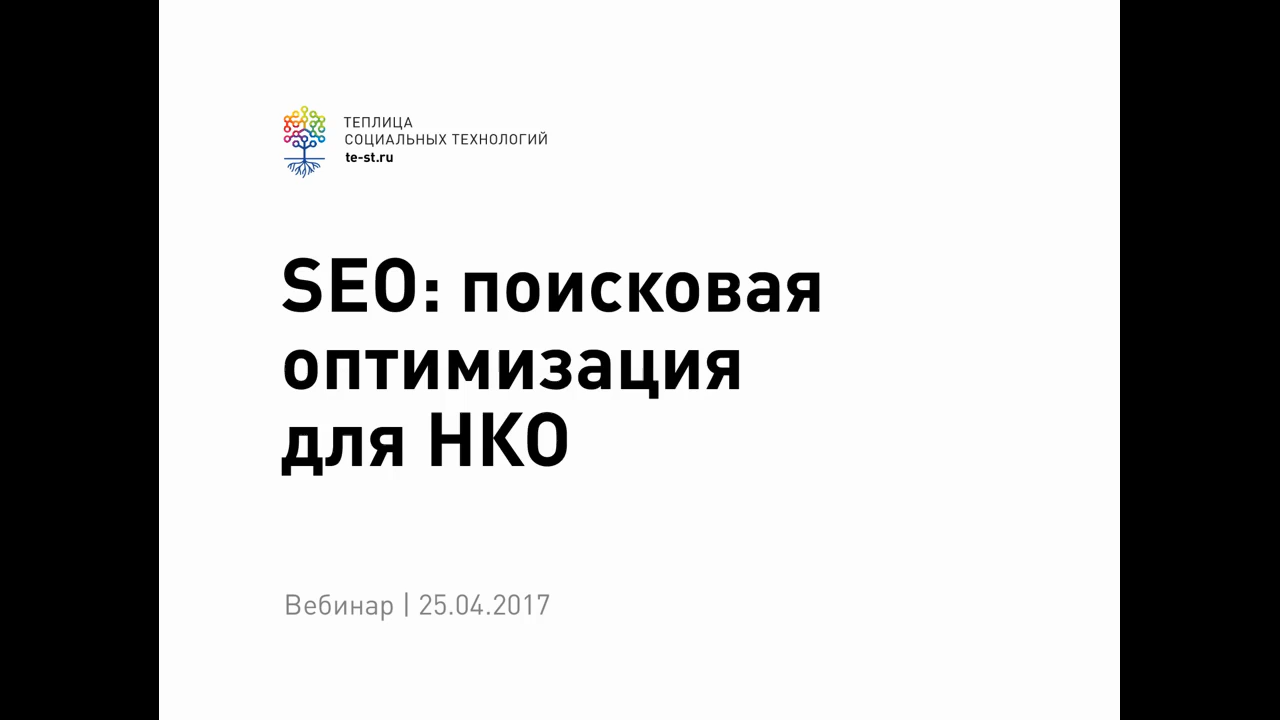 ТЕПЛИЦА
СОЦИАЛЬНЫХ ТЕХНОЛОГИЙ
te-st.ru
SEO: поисковая
оптимизация
для НКО
Вебинар | 25.04.2017